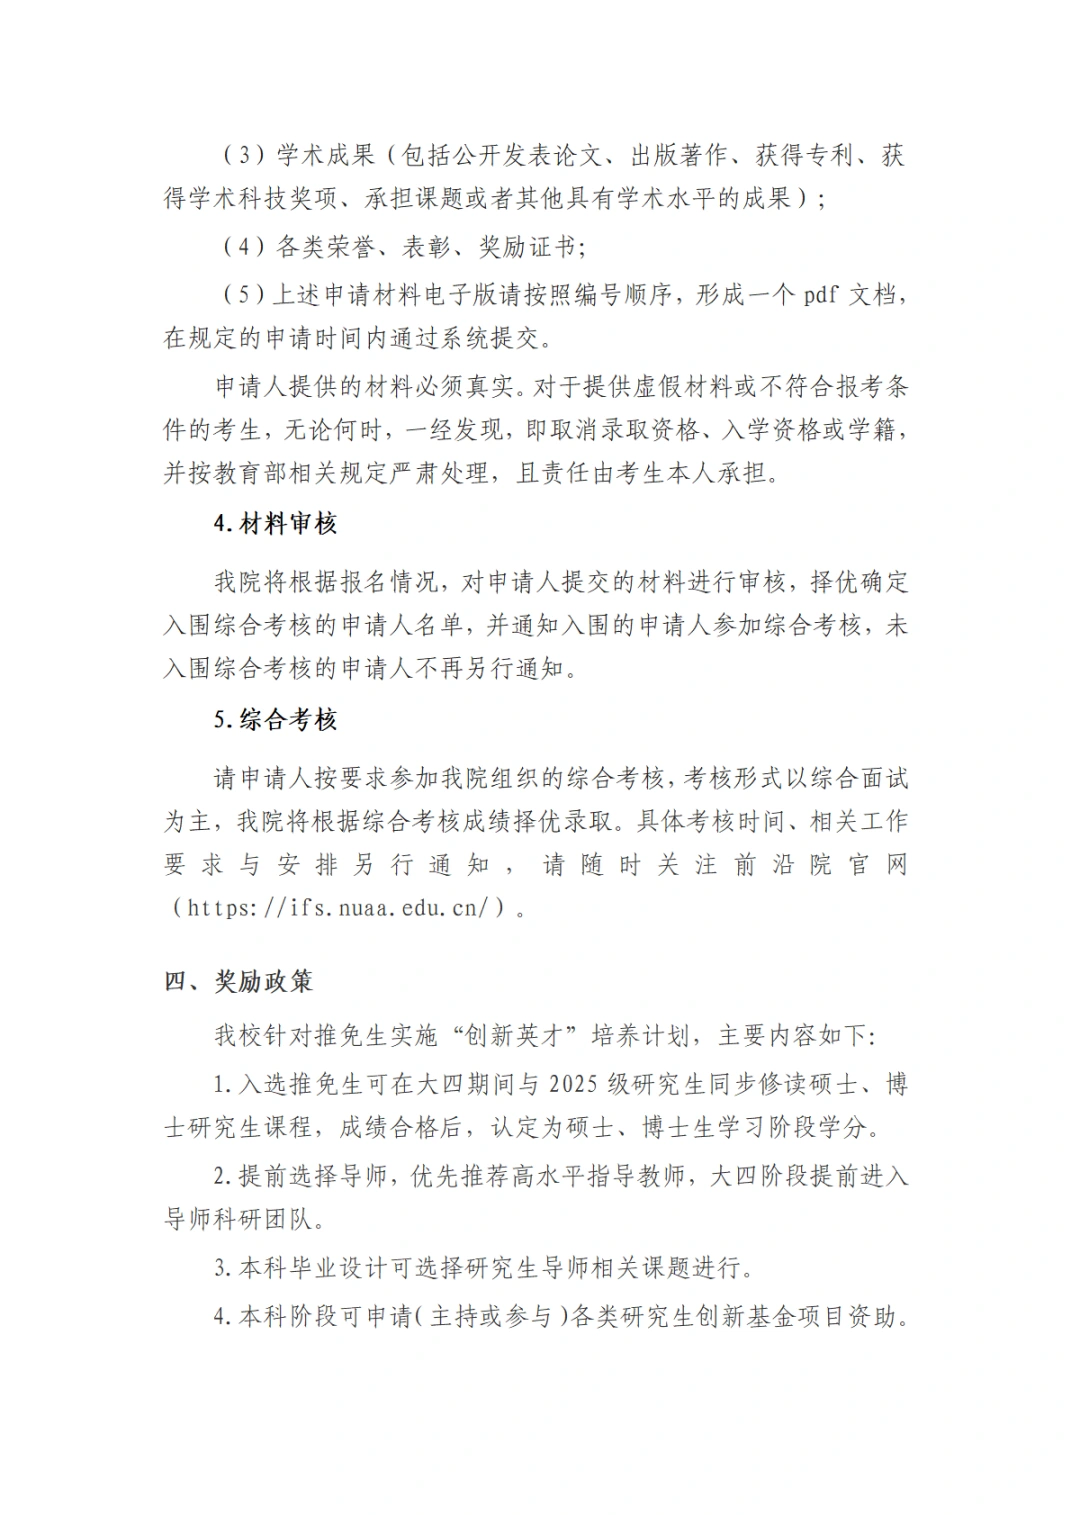 （3）学术成果（包括公开发表论文、出版著作、获得专利、获
得学术科技奖项、承担课题或者其他具有学术水平的成果）；
（4）各类荣誉、表彰、奖励证书；
（5）上述申请材料电子版请按照编号顺序，形成一个 pdf 文档，
在规定的申请时间内通过系统提交。
申请人提供的材料必须真实。对于提供虚假材料或不符合报考条
件的考生，无论何时，一经发现，即取消录取资格、入学资格或学籍，
并按教育部相关规定严肃处理，且责任由考生本人承担。
4.材料审核
我院将根据报名情况，对申请人提交的材料进行审核，择优确定
入围综合考核的申请人名单，并通知入围的申请人参加综合考核，未
入围综合考核的申请人不再另行通知。
5.综合考核
请申请人按要求参加我院组织的综合考核，考核形式以综合面试
为主，我院将根据综合考核成绩择优录取。具体考核时间、相关工作
要求与安排另行通知，请随时关注前沿院官网
（https://ifs.nuaa.edu.cn/）。
四、奖励政策
我校针对推免生实施“创新英才”培养计划，主要内容如下：
1.入选推免生可在大四期间与 2025 级研究生同步修读硕士、博
士研究生课程，成绩合格后，认定为硕士、博士生学习阶段学分。
2.提前选择导师，优先推荐高水平指导教师，大四阶段提前进入
导师科研团队。
3.本科毕业设计可选择研究生导师相关课题进行。
4.本科阶段可申请(主持或参与)各类研究生创新基金项目资助。